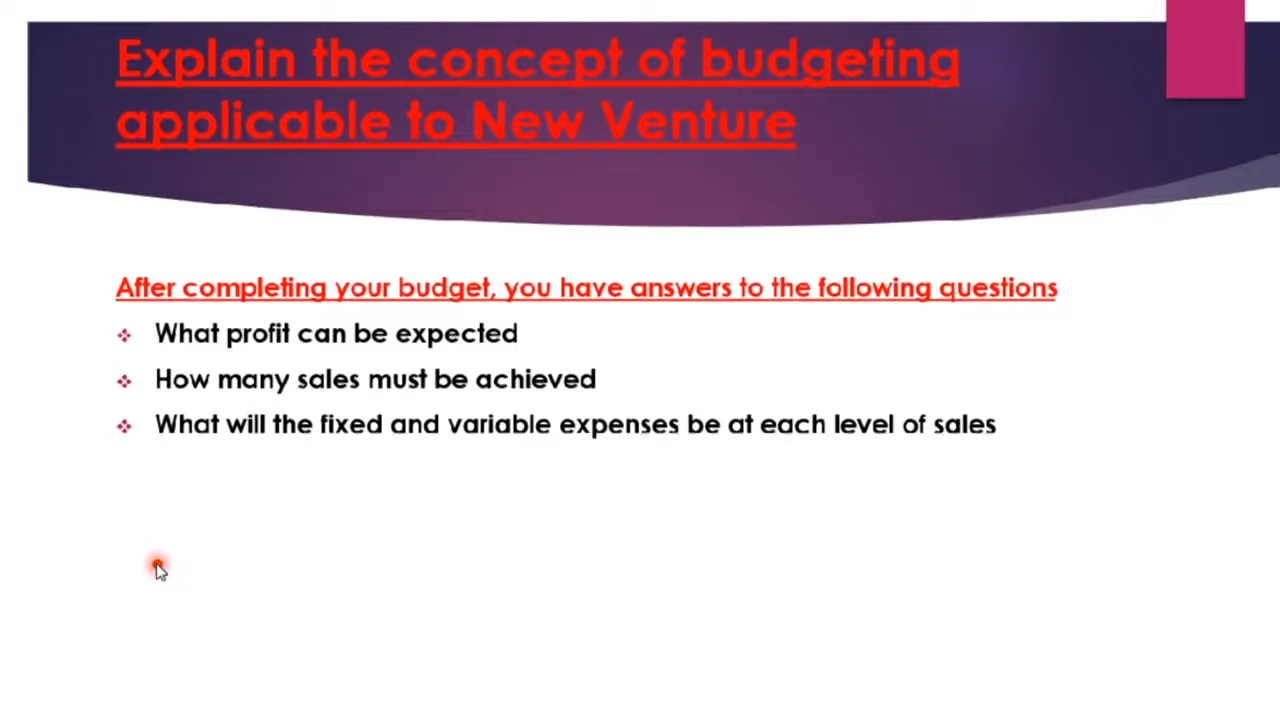 Explain the concept of budgeting
applicable to New Venture
After completing your budget, you have answers to the following questions
What profit can be expected
How many sales must be achieved
What will the fixed and variable expenses be at each level of sales